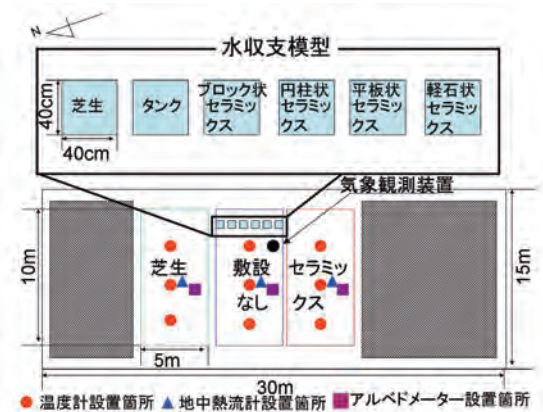 N
水収支模型
芝生
タンク
ブロック状
セラミッ
クス
円柱状
セラミッ
クス
平板状
セラミッ
クス
軽石状
セラミッ
クス
40cm
40cm
気象観測装置
芝生
敷設
なし
セラミッ
クス
10m
15m
5m
30m
温度計設置箇所
地中熱流計設置箇所
アルベドメーター設置箇所